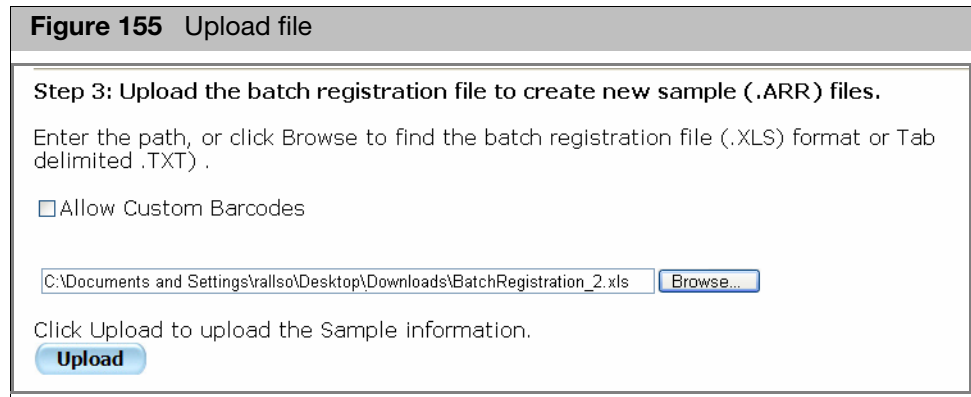 Figure 155 Upload file
Step 3: Upload the batch registration file to create new sample (.ARR) files.
Enter the path, or click Browse to find the batch registration file (.XLS) format or Tab
delimited .TXT) .
Allow Custom Barcodes
C:\Documents and Settings\rallso\Desktop\Downloads\BatchRegistration_2.xls Browse...
Click Upload to upload the Sample information.
Upload